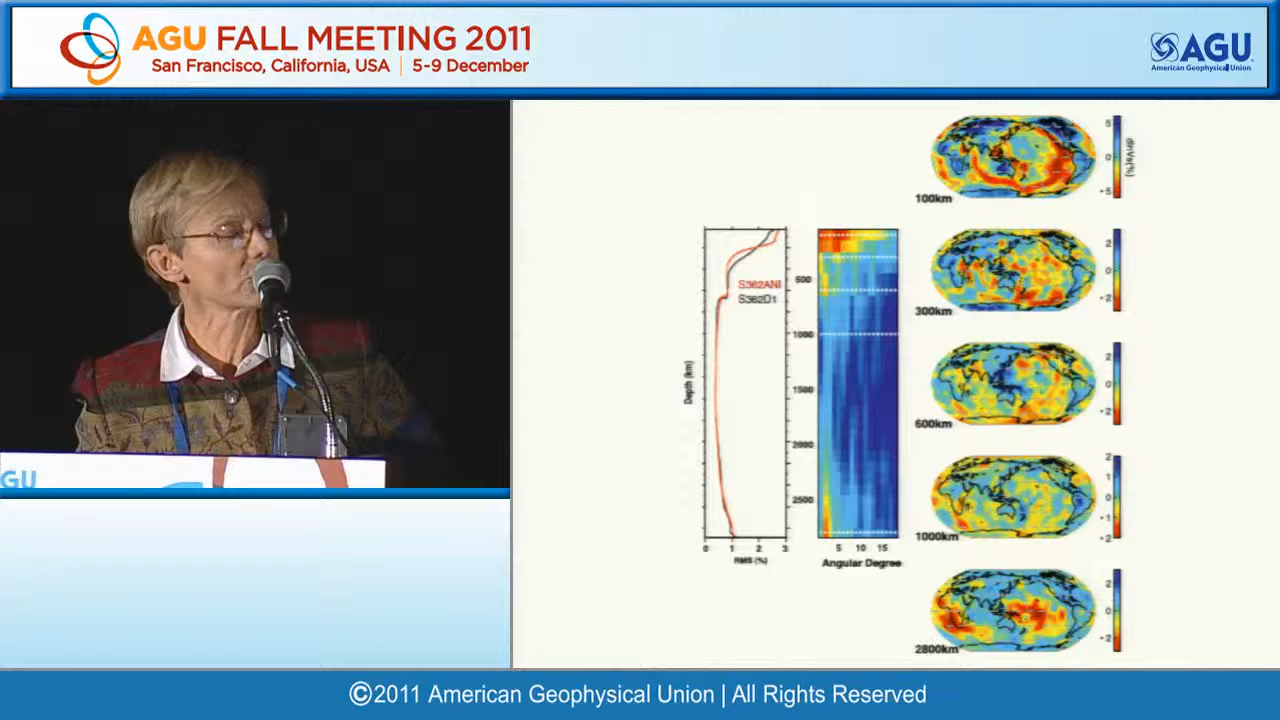 AGU FALL MEETING 2011
San Francisco, California, USA | 5-9 December
AGU
American Geophysical Union
GU
100km
dlnVs(%)
5
0
-5
300km
2
0
-2
600km
2
0
-2
1000km
2
1
0
-1
-2
2800km
2
0
-2
S362ANI
S362D1
Depth (km)
500
1000
1500
2000
2500
0 1 2 3
RMS (%)
5 10 15
Angular Degree
©2011 American Geophysical Union | All Rights Reserved